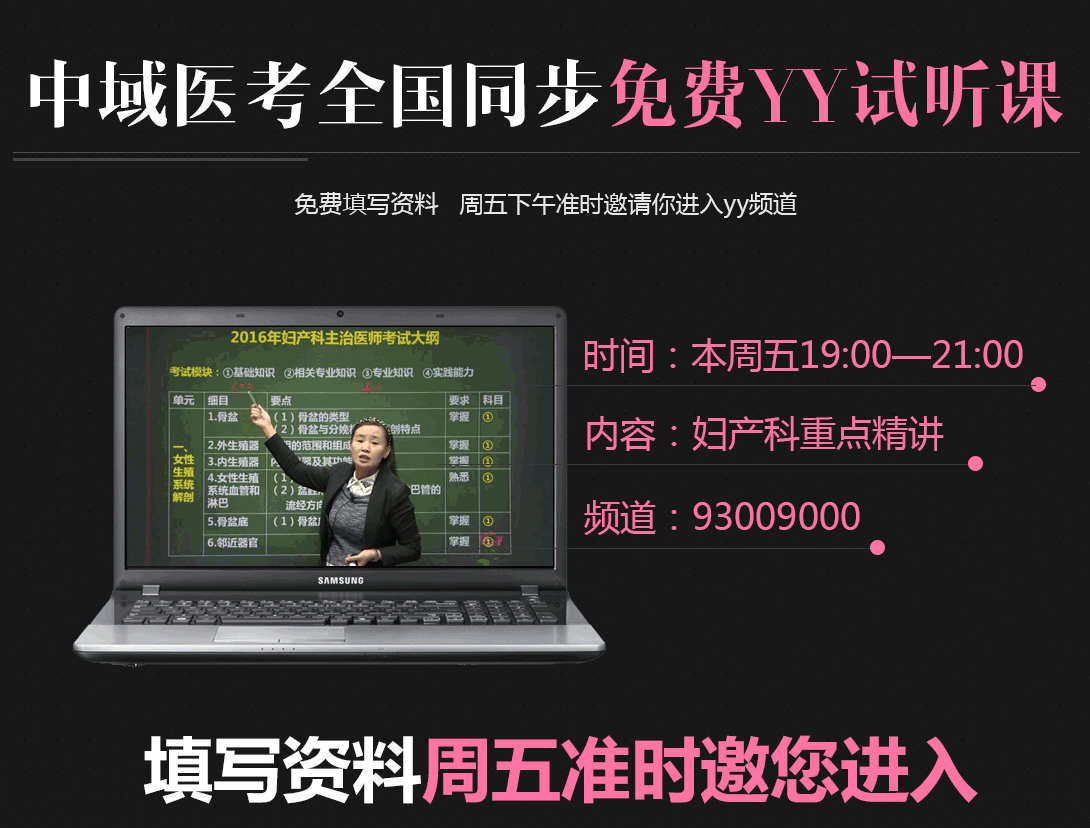 中域医考全国同步免费YY试听课
免费填写资料 周五下午准时邀请你进入yy频道
2016年妇产科主治医师考试大纲
考试模块：①基础知识 ②相关专业知识 ③专业知识 ④实践能力
单元 细目 要点 要求 科目
一、女性生殖系统解剖
1.骨盆 （1）骨盆的类型 掌握 ①
（2）骨盆与分娩 剖特点
2.外生殖器 的范围和组成 掌握 ①
3.内生殖器 器及其功能 掌握 ①
4.女性生殖系统血管和淋巴 （1） 熟悉 ①
（2）盆腔 巴管的
流经方向
5.骨盆底 （1）骨盆 掌握 ①
6.邻近器官 掌握 ①
SAMSUNG
时间：本周五19:00—21:00
内容：妇产科重点精讲
频道：93009000
填写资料周五准时邀您进入